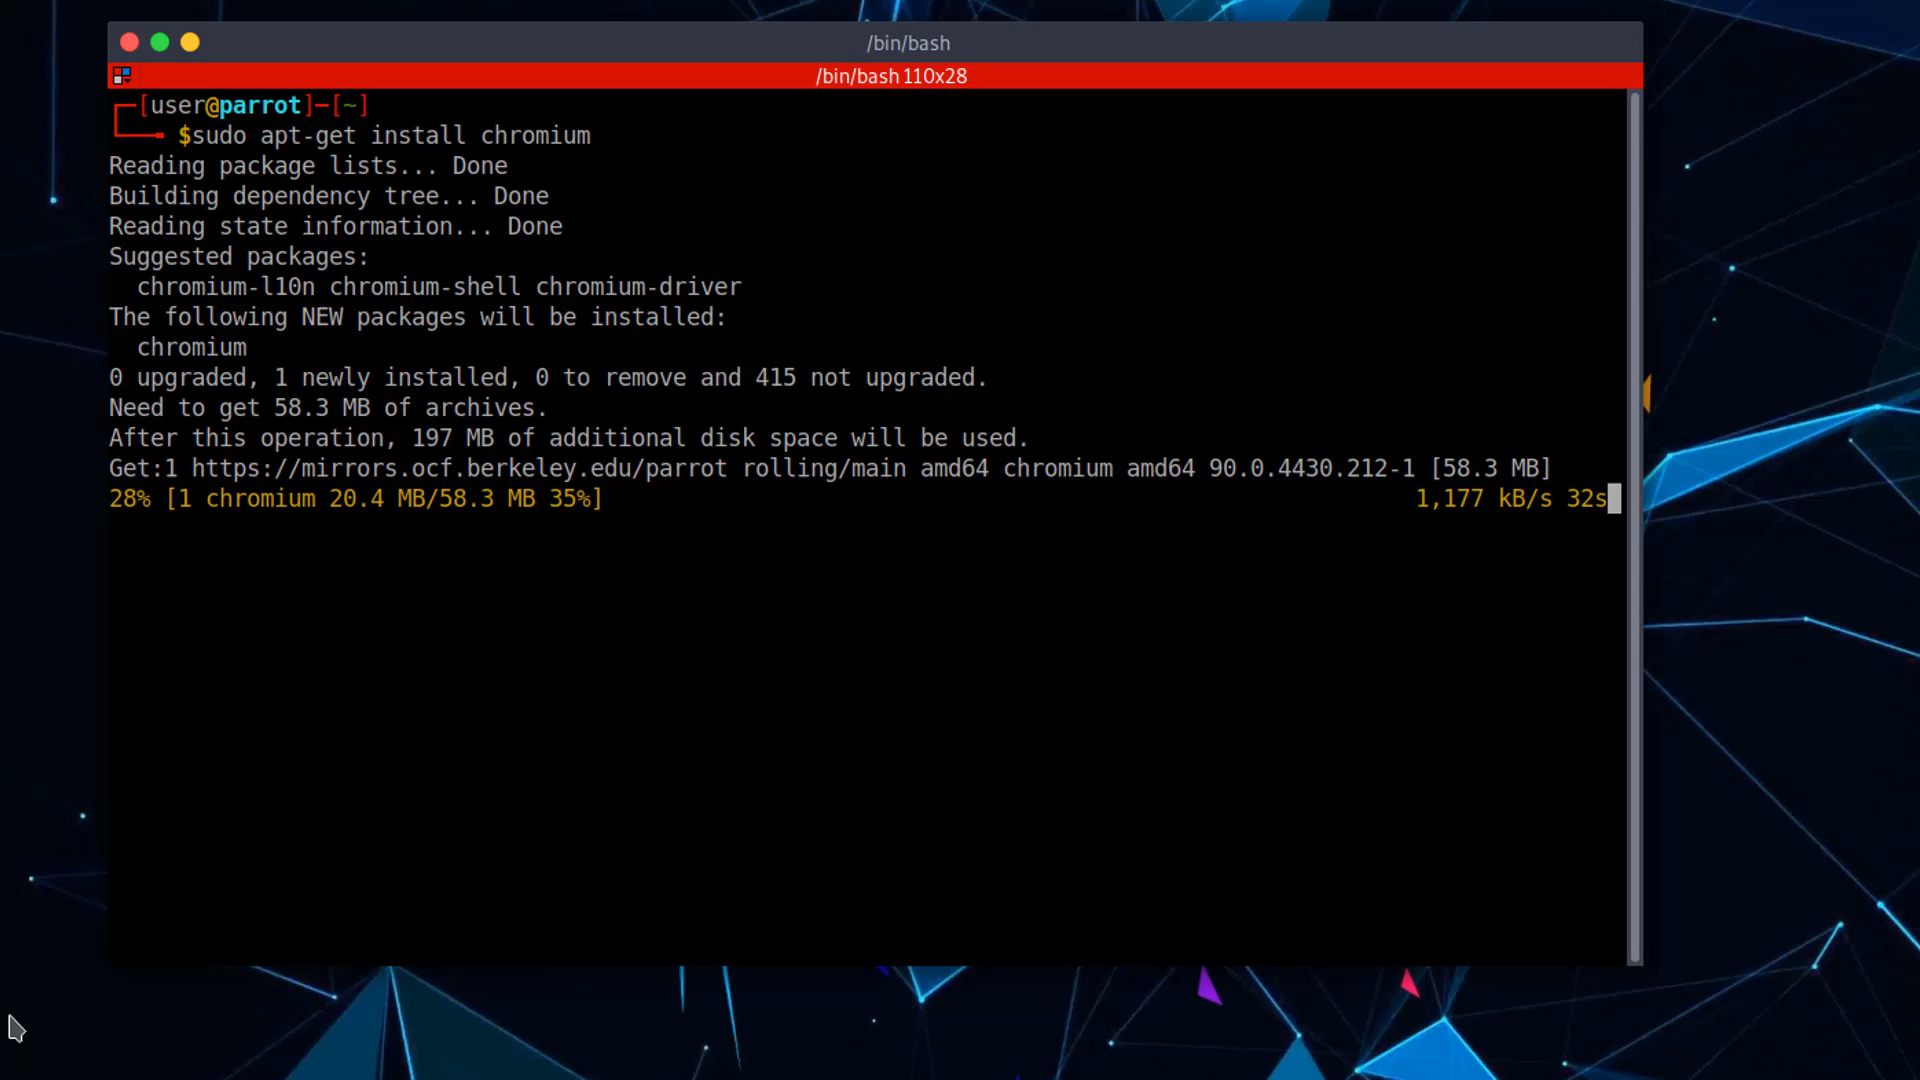 /bin/bash
/bin/bash 110x28
┌─[user@parrot]─[~]
└──╼ $sudo apt-get install chromium
Reading package lists... Done
Building dependency tree... Done
Reading state information... Done
Suggested packages:
  chromium-l10n chromium-shell chromium-driver
The following NEW packages will be installed:
  chromium
0 upgraded, 1 newly installed, 0 to remove and 415 not upgraded.
Need to get 58.3 MB of archives.
After this operation, 197 MB of additional disk space will be used.
Get:1 https://mirrors.ocf.berkeley.edu/parrot rolling/main amd64 chromium amd64 90.0.4430.212-1 [58.3 MB]
28% [1 chromium 20.4 MB/58.3 MB 35%] 1,177 kB/s 32s